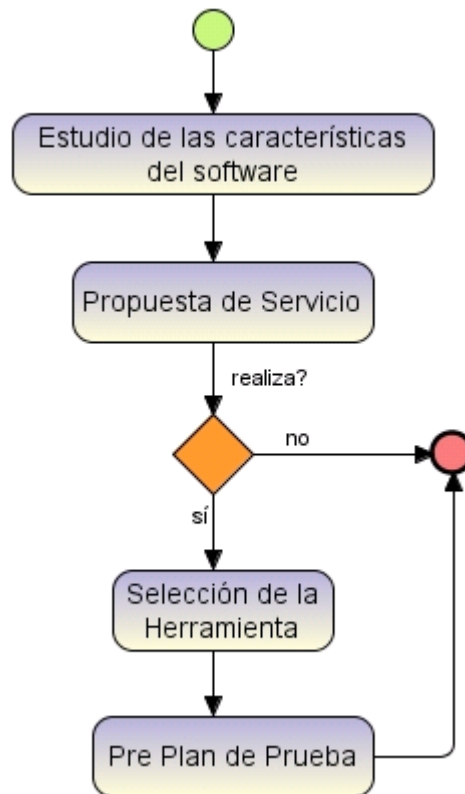 Estudio de las características
del software
Propuesta de Servicio
realiza?
no
sí
Selección de la
Herramienta
Pre Plan de Prueba